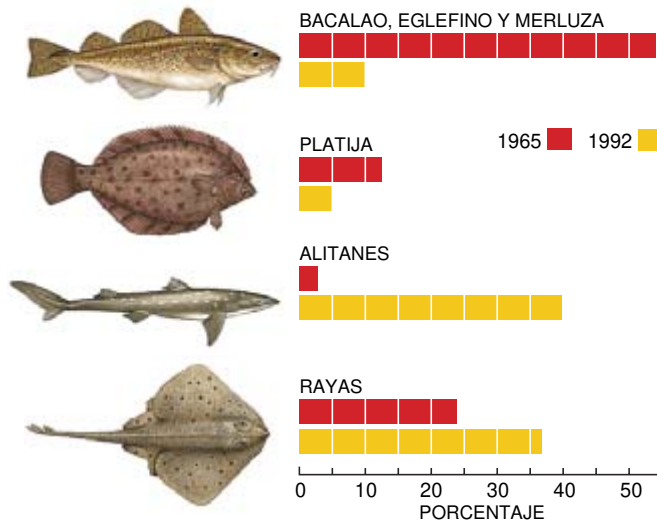 BACALAO, EGLEFINO Y MERLUZA
PLATIJA
1965 1992
ALITANES
RAYAS
0 10 20 30 40 50
PORCENTAJE